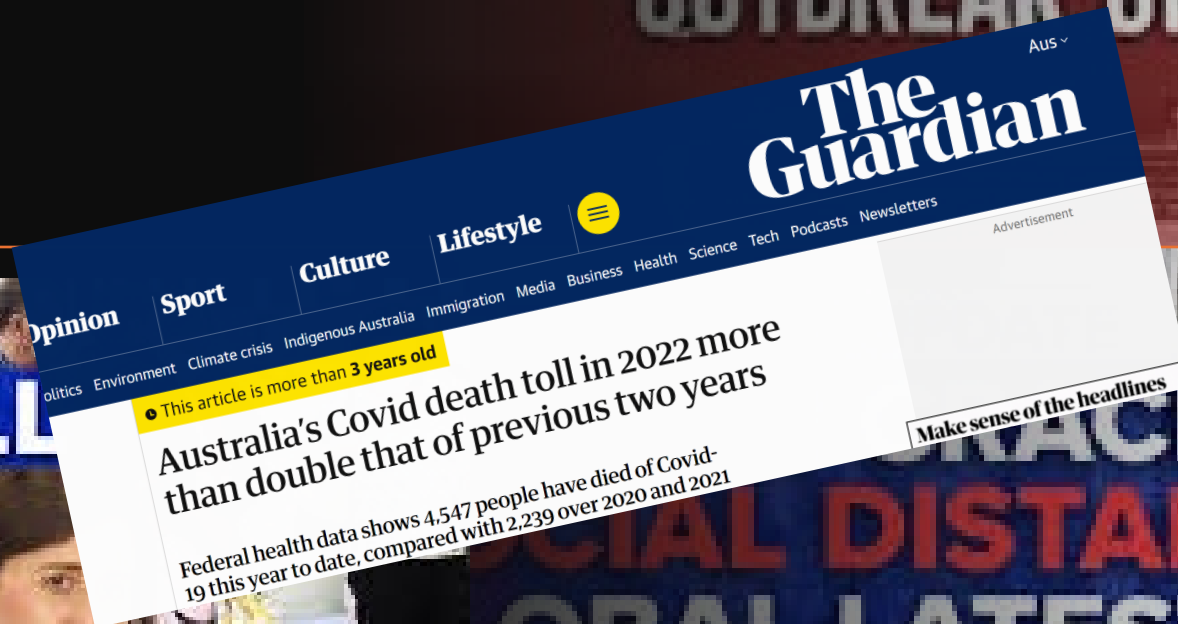 OUTBREAK
Aus
The
Guardian
Opinion
Sport
Culture
Lifestyle
olitics Environment Climate crisis Indigenous Australia Immigration Media Business Health Science Tech Podcasts Newsletters
Advertisement
This article is more than 3 years old
Australia's Covid death toll in 2022 more
than double that of previous two years
Federal health data shows 4,547 people have died of Covid-
19 this year to date, compared with 2,239 over 2020 and 2021
Make sense of the headlines
CIAL DISTA